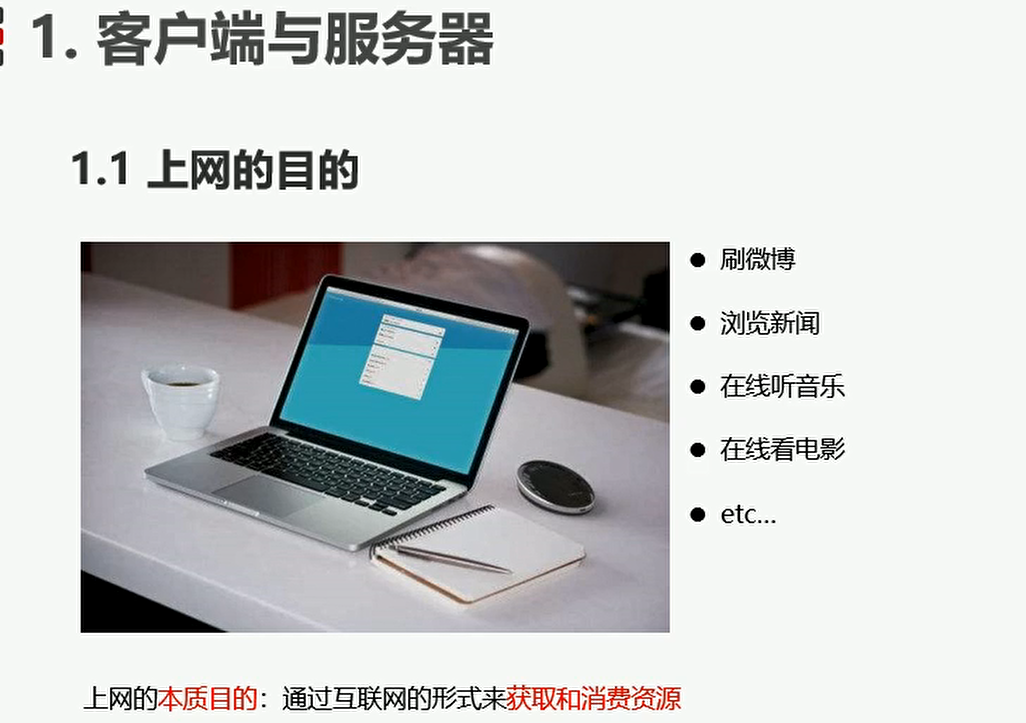 1. 客户端与服务器
1.1 上网的目的
刷微博
浏览新闻
在线听音乐
在线看电影
etc...
上网的本质目的：通过互联网的形式来获取和消费资源